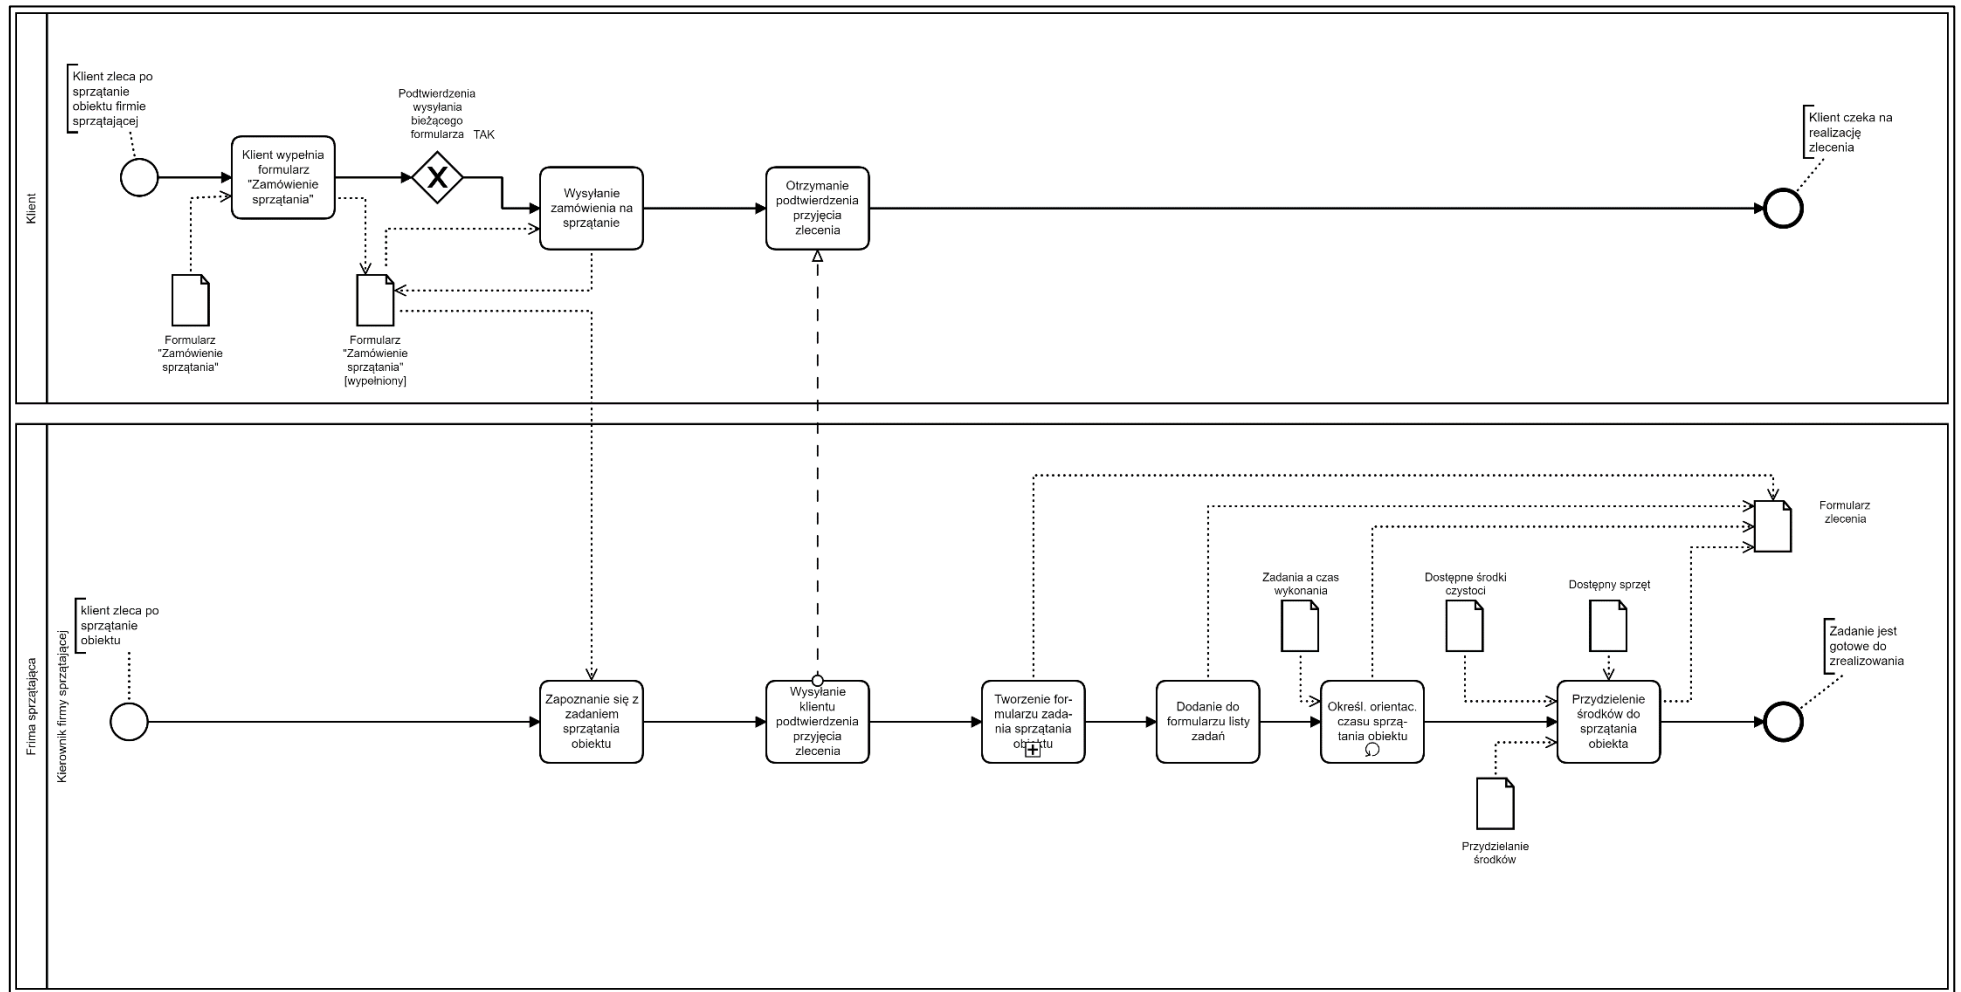 Klient
Klient zleca po
sprzątanie
obiektu firmie
sprzątającej
Klient wypełnia
formularz
"Zamówienie
sprzątania"
Podtwierdzenia
wysyłania
bieżącego
formularza
TAK
Wysyłanie
zamówienia na
sprzątanie
Otrzymanie
podtwierdzenia
przyjęcia
zlecenia
Klient czeka na
realizację
zlecenia
Formularz
"Zamówienie
sprzątania"
Formularz
"Zamówienie
sprzątania"
[wypełniony]
Frima sprzątająca
Kierownik firmy sprzątającej
klient zleca po
sprzątanie
obiektu
Zapoznanie się z
zadaniem
sprzątania
obiektu
Wysyłanie
klientu
podtwierdzenia
przyjęcia
zlecenia
Tworzenie for-
mularzu zada-
nia sprzątania
obiektu
Dodanie do
formularzu listy
zadań
Zadania a czas
wykonania
Określ. orientac.
czasu sprzą-
tania obiektu
Dostępne środki
czystoci
Dostępny sprzęt
Przydzielenie
środków do
sprzątania
obiekta
Przydzielanie
środków
Formularz
zlecenia
Zadanie jest
gotowe do
zrealizowania